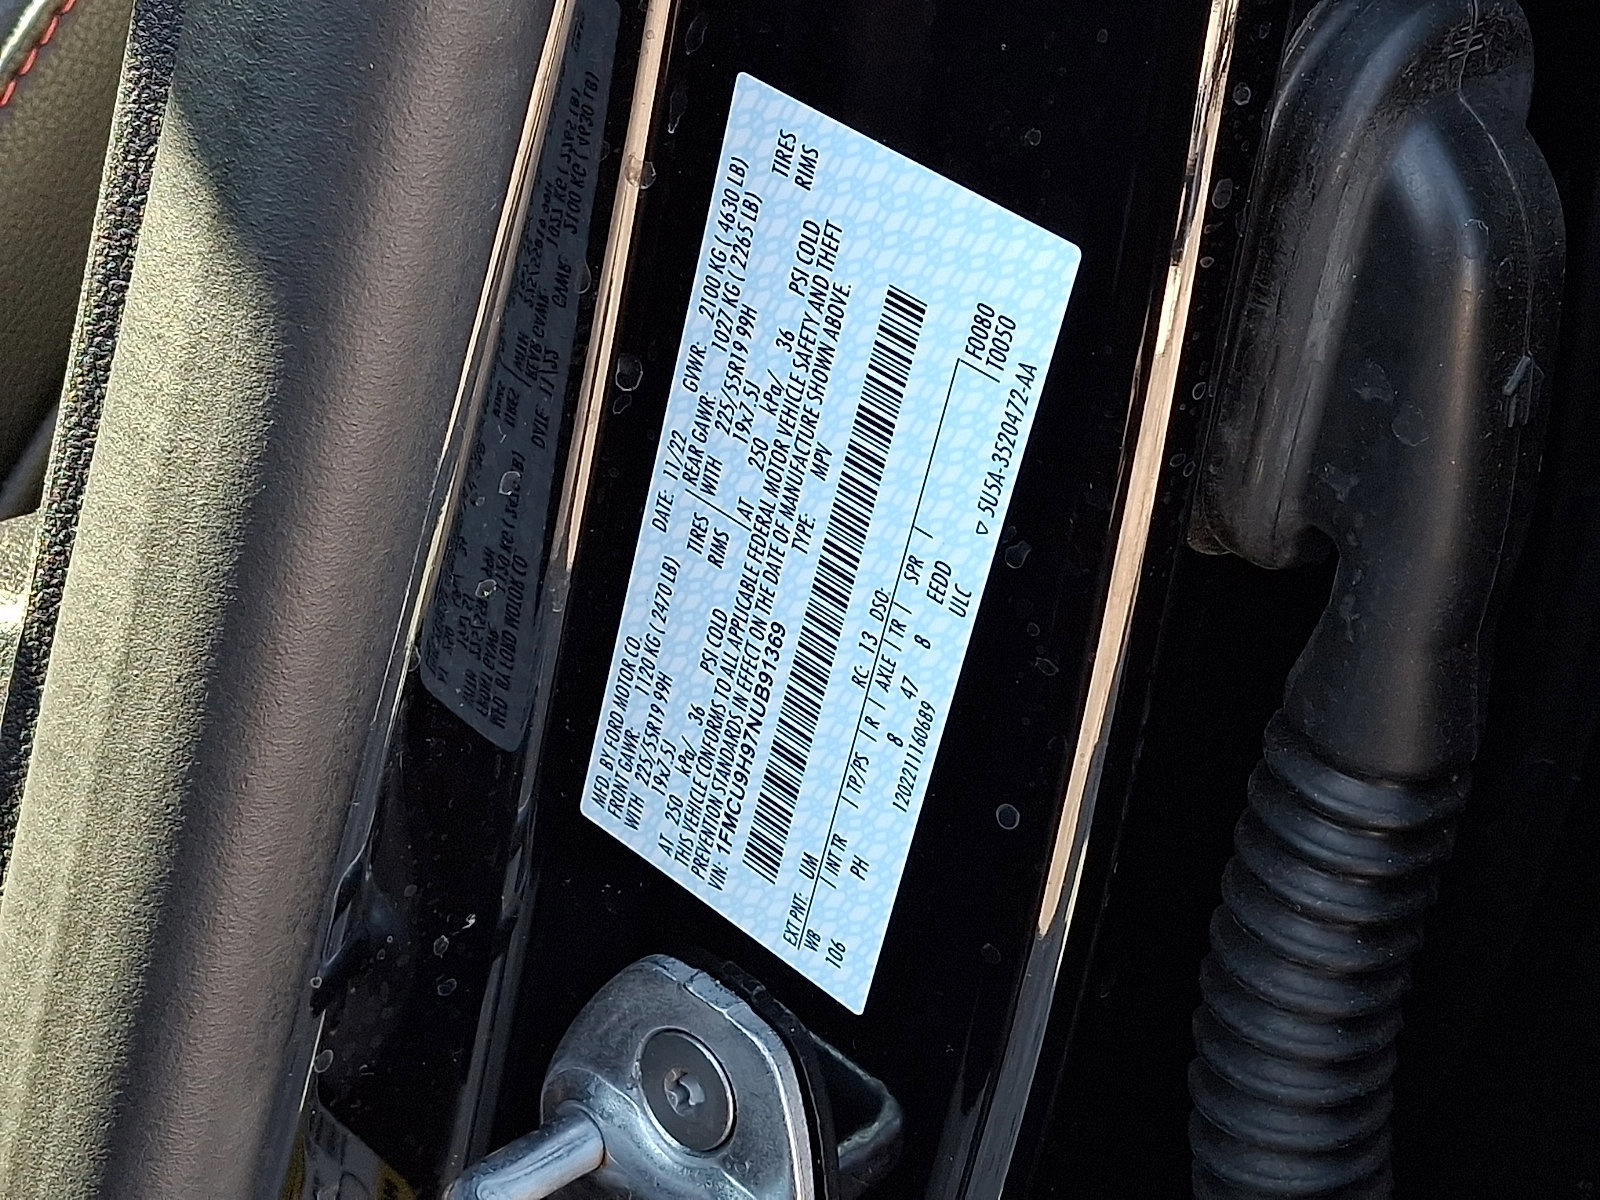 MFD. BY FORD MOTOR CO.
DATE: 11/22 GVWR: 2100 KG ( 4630 LB)
FRONT GAWR: 1120 KG ( 2470 LB) REAR GAWR: 1027 KG ( 2265 LB)
WITH 225/55R19 99H TIRES WITH 225/55R19 99H TIRES
19x7.5J RIMS 19x7.5J RIMS
AT 250 kPa/ 36 PSI COLD AT 250 kPa/ 36 PSI COLD
THIS VEHICLE CONFORMS TO ALL APPLICABLE FEDERAL MOTOR VEHICLE SAFETY AND THEFT
PREVENTION STANDARDS IN EFFECT ON THE DATE OF MANUFACTURE SHOWN ABOVE.
VIN: 1FMCU9H97NUB91369 TYPE: MPV
EXT PNT: UM RC: 13 DSO: F0080
WB / INT TR / TP/PS / R / AXLE / TR / SPR / T0050
106 PH 8 47 8 EEDD
120221160689 ULC ▽ 5U5A-3520472-AA